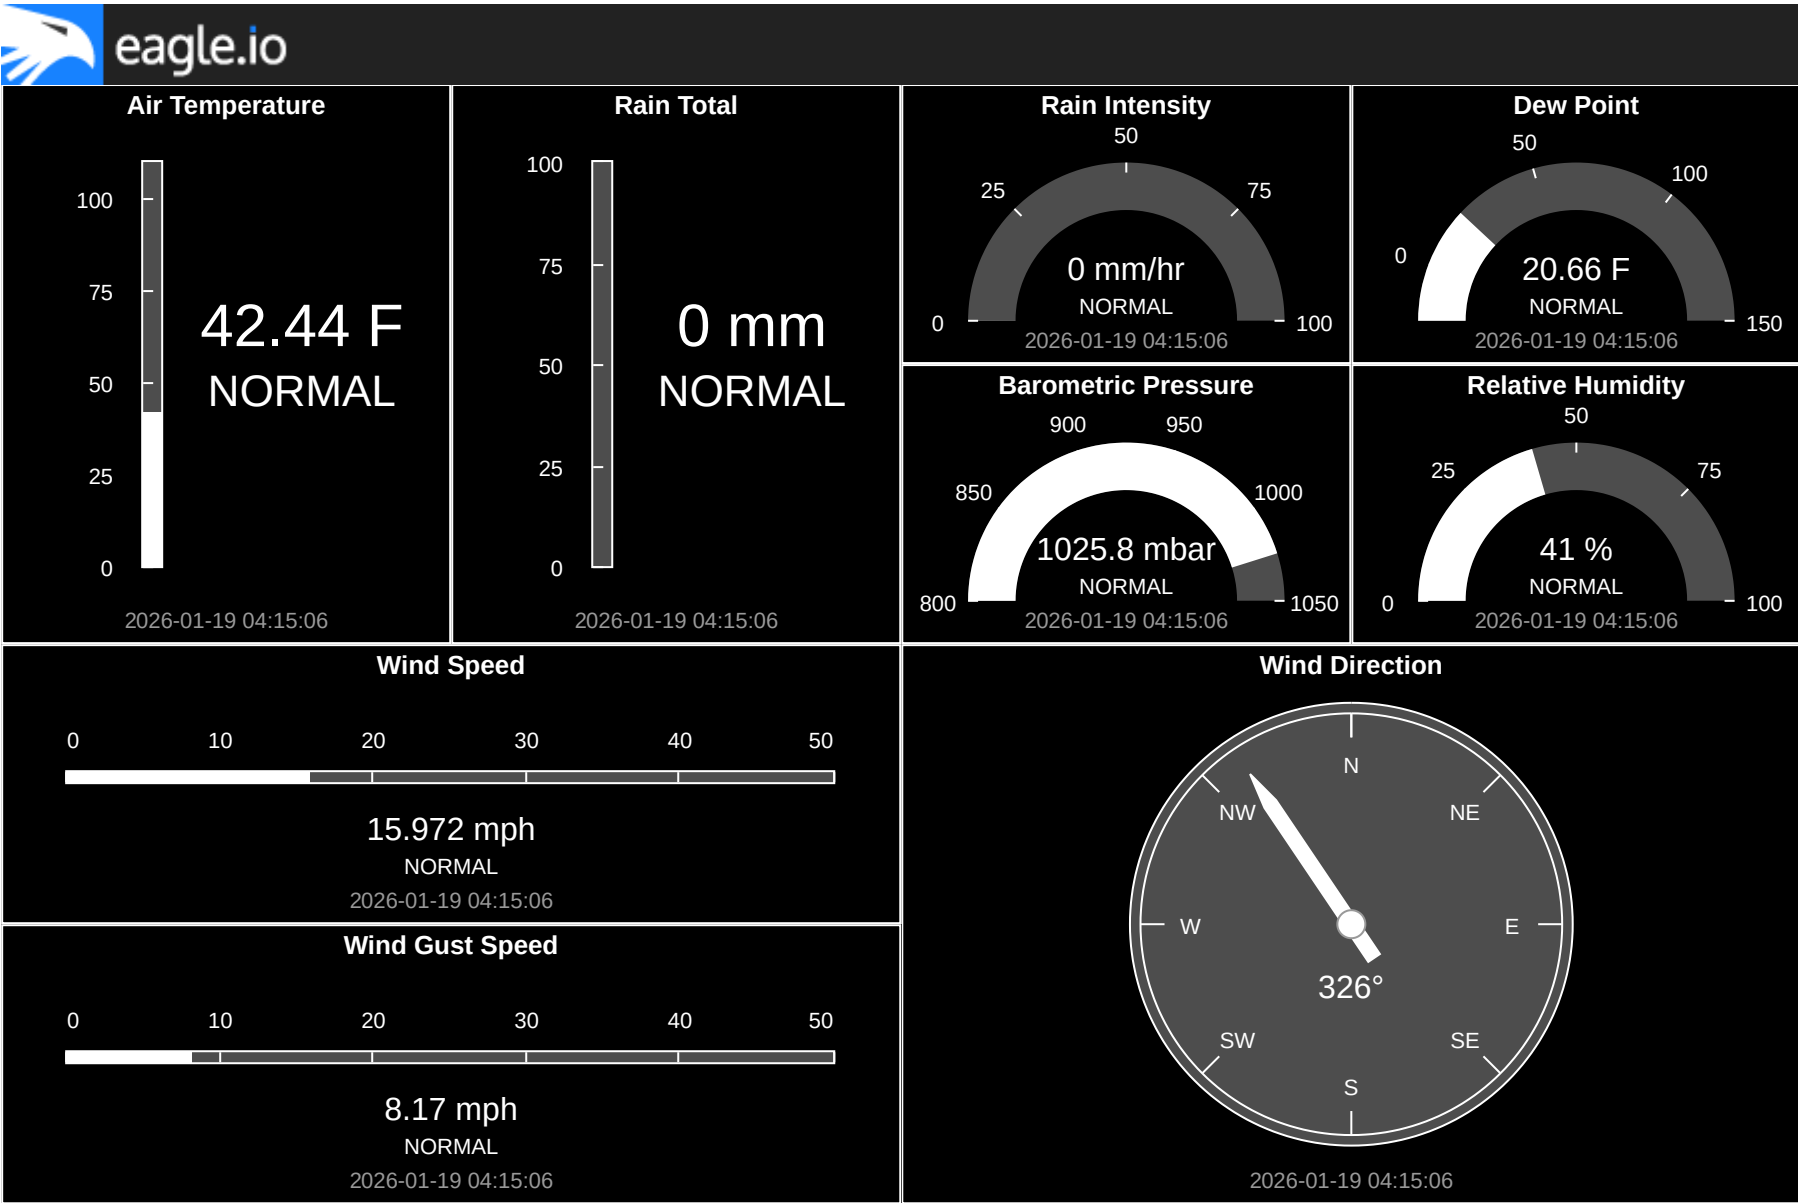 eagle.io
Air Temperature
100
75
50
25
0
42.44 F
NORMAL
2026-01-19 04:15:06
Rain Total
100
75
50
25
0
0 mm
NORMAL
2026-01-19 04:15:06
Rain Intensity
50
25
75
0
100
0 mm/hr
NORMAL
2026-01-19 04:15:06
Dew Point
50
100
0
150
20.66 F
NORMAL
2026-01-19 04:15:06
Barometric Pressure
900
950
850
1000
800
1050
1025.8 mbar
NORMAL
2026-01-19 04:15:06
Relative Humidity
50
25
75
0
100
41 %
NORMAL
2026-01-19 04:15:06
Wind Speed
0 10 20 30 40 50
15.972 mph
NORMAL
2026-01-19 04:15:06
Wind Gust Speed
0 10 20 30 40 50
8.17 mph
NORMAL
2026-01-19 04:15:06
Wind Direction
N
NW
NE
W
E
326°
SW
SE
S
2026-01-19 04:15:06